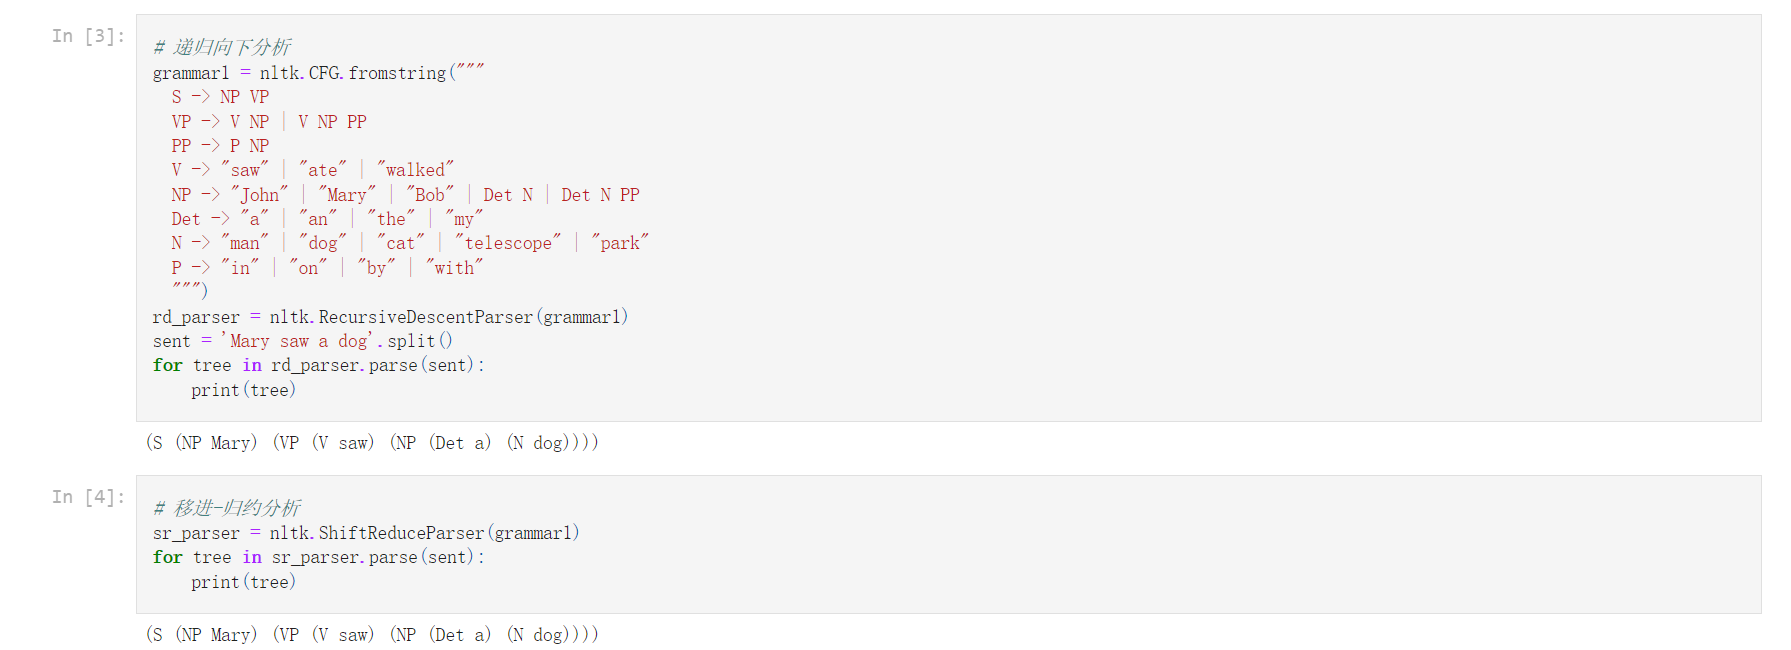 In [3]:
# 递归向下分析
grammar1 = nltk.CFG.fromstring("""
  S -> NP VP
  VP -> V NP | V NP PP
  PP -> P NP
  V -> "saw" | "ate" | "walked"
  NP -> "John" | "Mary" | "Bob" | Det N | Det N PP
  Det -> "a" | "an" | "the" | "my"
  N -> "man" | "dog" | "cat" | "telescope" | "park"
  P -> "in" | "on" | "by" | "with"
  """)
rd_parser = nltk.RecursiveDescentParser(grammar1)
sent = 'Mary saw a dog'.split()
for tree in rd_parser.parse(sent):
    print(tree)
(S (NP Mary) (VP (V saw) (NP (Det a) (N dog))))
In [4]:
# 移进-归约分析
sr_parser = nltk.ShiftReduceParser(grammar1)
for tree in sr_parser.parse(sent):
    print(tree)
(S (NP Mary) (VP (V saw) (NP (Det a) (N dog))))